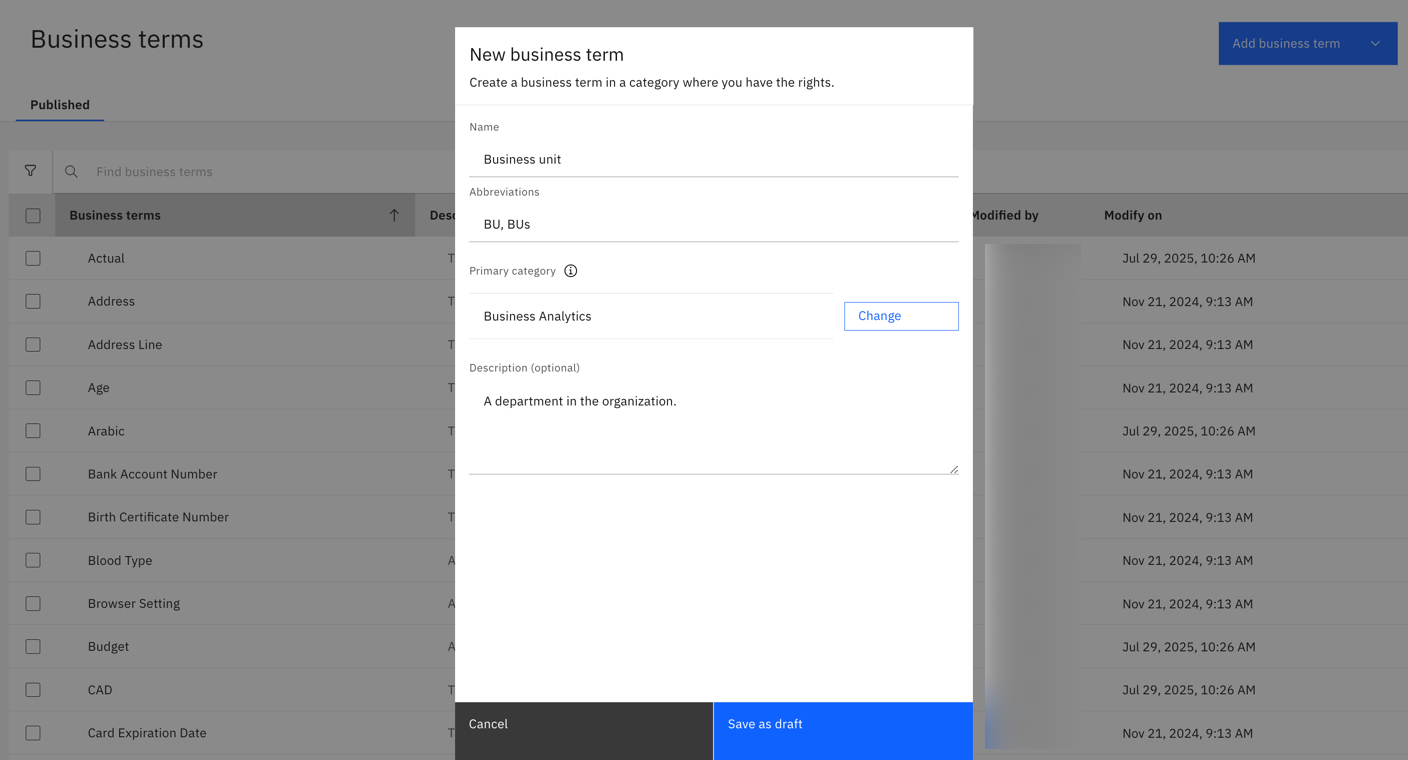 Business terms
Add business term
Published
Find business terms
Business terms
Modified by
Modify on
Actual
Jul 29, 2025, 10:26 AM
Address
Nov 21, 2024, 9:13 AM
Address Line
Nov 21, 2024, 9:13 AM
Age
Nov 21, 2024, 9:13 AM
Arabic
Jul 29, 2025, 10:26 AM
Bank Account Number
Nov 21, 2024, 9:13 AM
Birth Certificate Number
Nov 21, 2024, 9:13 AM
Blood Type
Nov 21, 2024, 9:13 AM
Browser Setting
Nov 21, 2024, 9:13 AM
Budget
Jul 29, 2025, 10:26 AM
CAD
Jul 29, 2025, 10:26 AM
Card Expiration Date
Nov 21, 2024, 9:13 AM
New business term
Create a business term in a category where you have the rights.
Name
Business unit
Abbreviations
BU, BUs
Primary category
Business Analytics
Change
Description (optional)
A department in the organization.
Cancel
Save as draft